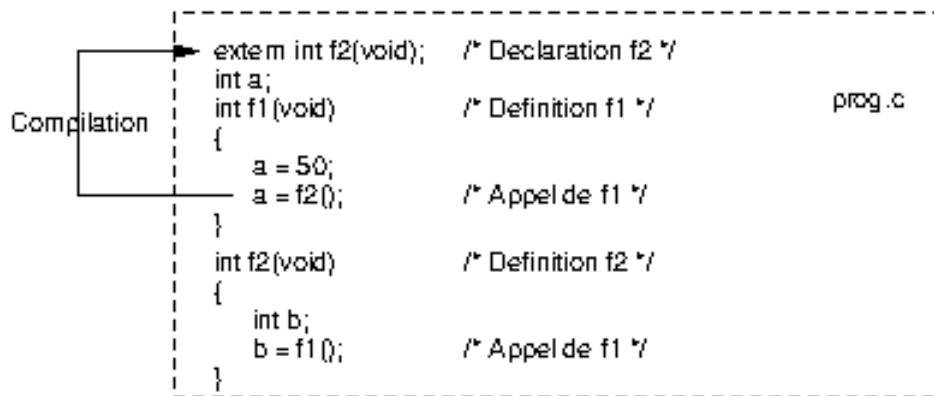 extern int f2(void); /* Declaration f2 */
int a;
int f1(void) /* Definition f1 */
prog.c
Compilation
{
a = 50;
a = f2(); /* Appel de f1 */
}
int f2(void) /* Definition f2 */
{
int b;
b = f1(); /* Appel de f1 */
}